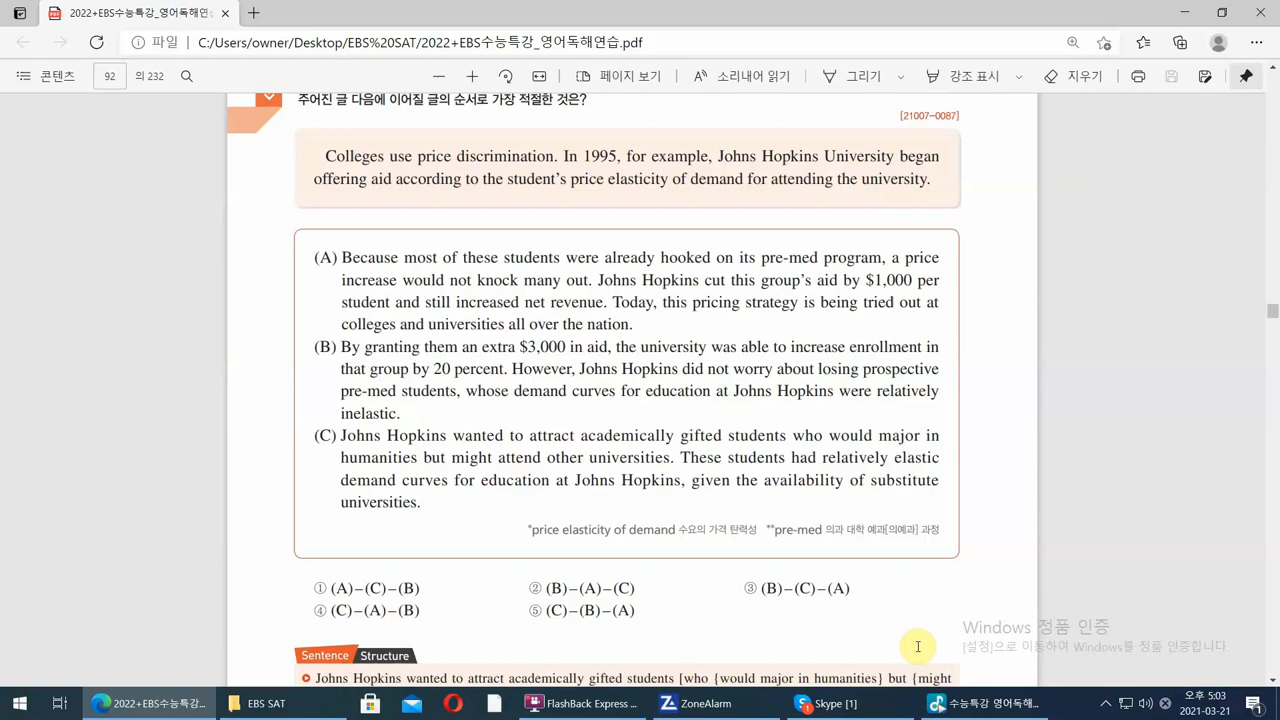 2022+EBS수능특강_영어독해연습
파일 C:/Users/owner/Desktop/EBS%20SAT/2022+EBS수능특강_영어독해연습.pdf
콘텐츠 92 의 232 페이지 보기 소리내어 읽기 그리기 강조 표시 지우기
주어진 글 다음에 이어질 글의 순서로 가장 적절한 것은?
[21007-0087]
Colleges use price discrimination. In 1995, for example, Johns Hopkins University began
offering aid according to the student's price elasticity of demand for attending the university.
(A) Because most of these students were already hooked on its pre-med program, a price
increase would not knock many out. Johns Hopkins cut this group's aid by $1,000 per
student and still increased net revenue. Today, this pricing strategy is being tried out at
colleges and universities all over the nation.
(B) By granting them an extra $3,000 in aid, the university was able to increase enrollment in
that group by 20 percent. However, Johns Hopkins did not worry about losing prospective
pre-med students, whose demand curves for education at Johns Hopkins were relatively
inelastic.
(C) Johns Hopkins wanted to attract academically gifted students who would major in
humanities but might attend other universities. These students had relatively elastic
demand curves for education at Johns Hopkins, given the availability of substitute
universities.
*price elasticity of demand 수요의 가격 탄력성 **pre-med 의과 대학 예과[의예과] 과정
① (A)–(C)–(B) ② (B)–(A)–(C) ③ (B)–(C)–(A)
④ (C)–(A)–(B) ⑤ (C)–(B)–(A)
Windows 정품 인증
[설정]으로 이동하여 Windows를 정품 인증합니다.
Sentence Structure
Johns Hopkins wanted to attract academically gifted students [who {would major in humanities} but {might
2022+EBS수능특강... EBS SAT FlashBack Express ... ZoneAlarm Skype [1] 수능특강 영어독해... 오후 5:03
2021-03-21